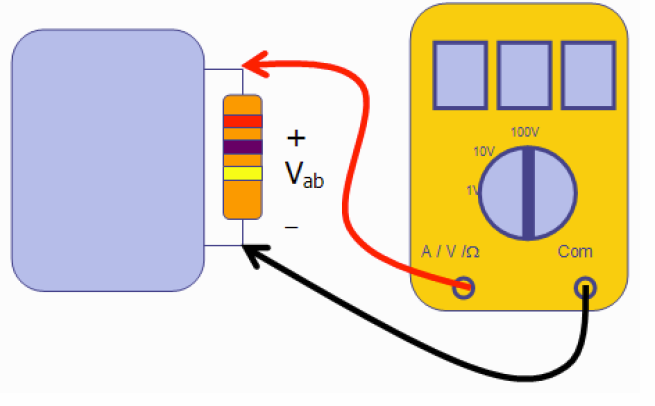 100V
10V
1V
+
Vab
–
A / V /Ω
Com